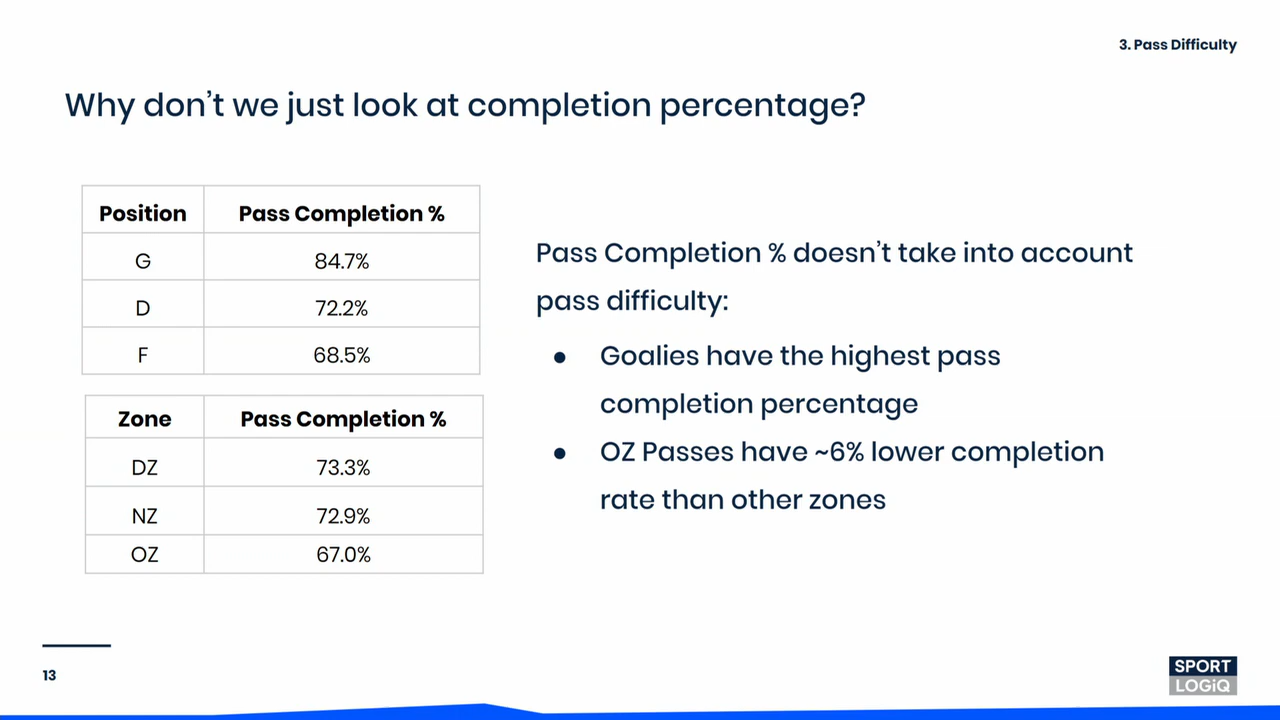 3. Pass Difficulty
Why don't we just look at completion percentage?
Position Pass Completion %
G 84.7%
D 72.2%
F 68.5%
Zone Pass Completion %
DZ 73.3%
NZ 72.9%
OZ 67.0%
Pass Completion % doesn't take into account
pass difficulty:
● Goalies have the highest pass
completion percentage
● OZ Passes have ~6% lower completion
rate than other zones
13
SPORT
LOGiQ